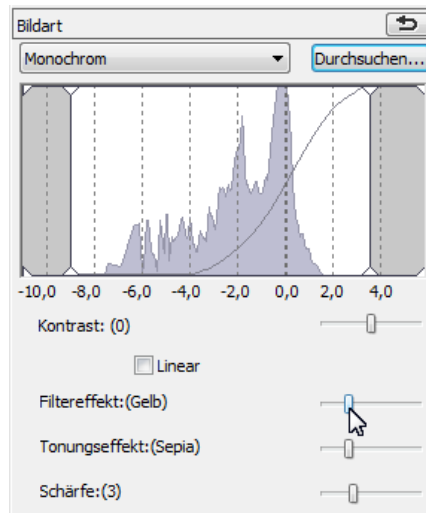 Bildart
Monochrom Durchsuchen...
-10,0 -8,0 -6,0 -4,0 -2,0 0,0 2,0 4,0
Kontrast: (0)
Linear
Filtereffekt:(Gelb)
Tonungseffekt:(Sepia)
Schärfe:(3)